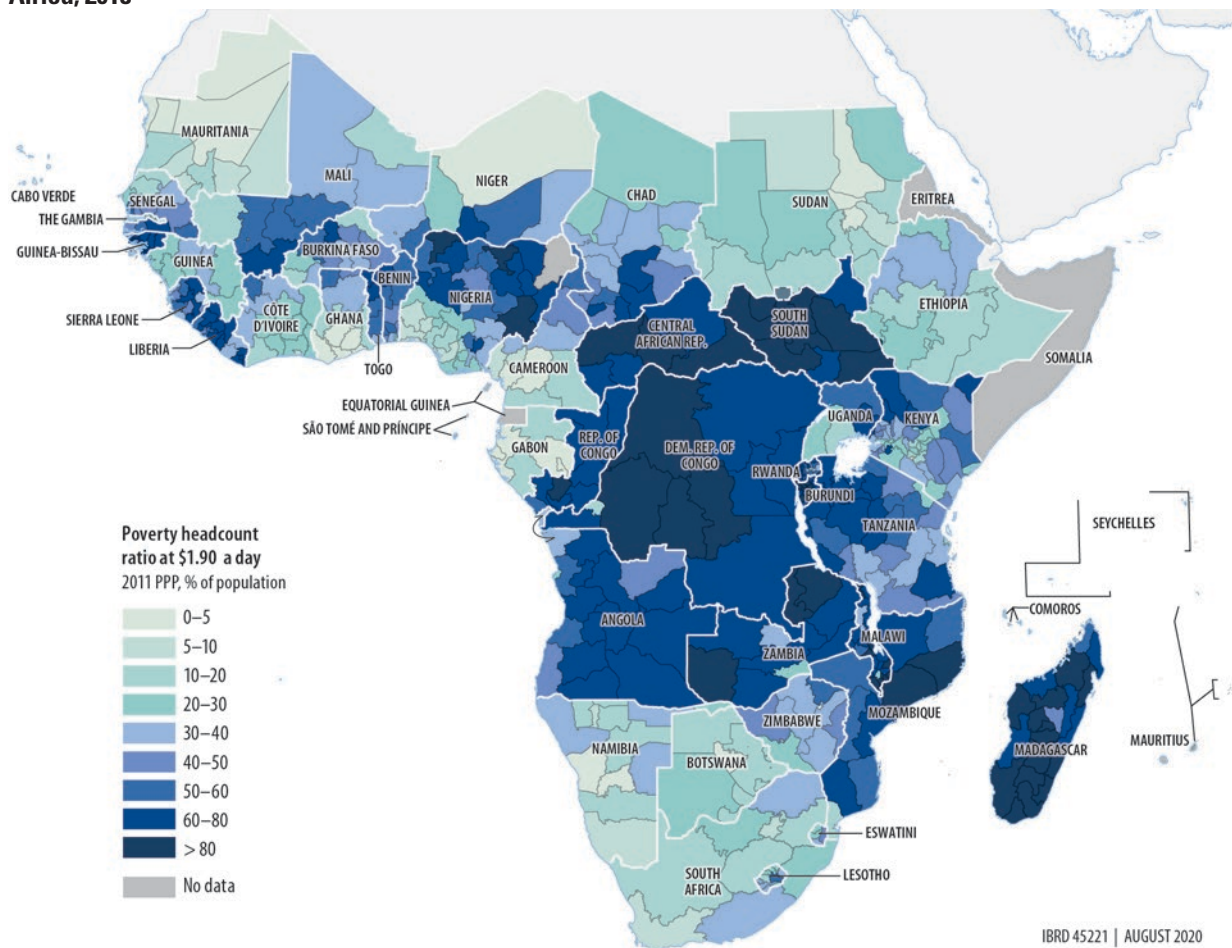 MAURITANIA
MALI
NIGER
CHAD
SUDAN
ERITREA
CABO VERDE
SENEGAL
THE GAMBIA
GUINEA-BISSAU
BURKINA FASO
GUINEA
BENIN
NIGERIA
ETHIOPIA
SIERRA LEONE
CÔTE
D'IVOIRE
GHANA
CENTRAL
AFRICAN REP.
SOUTH
SUDAN
LIBERIA
TOGO
CAMEROON
SOMALIA
EQUATORIAL GUINEA
SÃO TOMÉ AND PRÍNCIPE
UGANDA
KENYA
GABON
REP. OF
CONGO
DEM. REP. OF
CONGO
RWANDA
BURUNDI
TANZANIA
SEYCHELLES
COMOROS
Poverty headcount
ratio at $1.90 a day
2011 PPP, % of population
0–5
5–10
10–20
20–30
30–40
40–50
50–60
60–80
> 80
No data
ANGOLA
ZAMBIA
MALAWI
MOZAMBIQUE
ZIMBABWE
NAMIBIA
BOTSWANA
MADAGASCAR
MAURITIUS
ESWATINI
SOUTH
AFRICA
LESOTHO
IBRD 45221 | AUGUST 2020